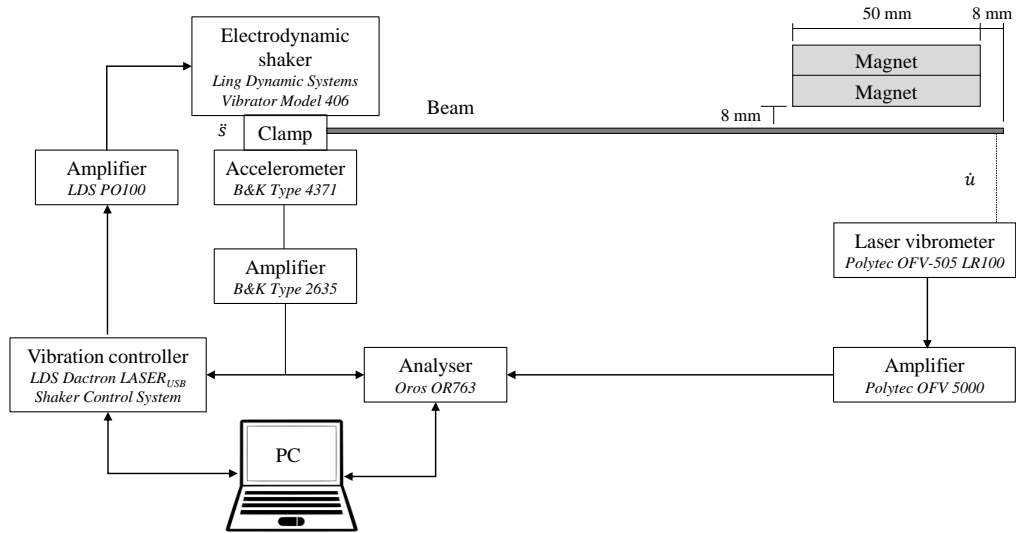 50 mm
8 mm
Electrodynamic
shaker
Ling Dynamic Systems
Vibrator Model 406
Magnet
Magnet
Beam
8 mm
s̈
Clamp
Amplifier
LDS PO100
Accelerometer
B&K Type 4371
u̇
Laser vibrometer
Polytec OFV-505 LR100
Amplifier
B&K Type 2635
Vibration controller
LDS Dactron LASER_USB
Shaker Control System
Analyser
Oros OR763
Amplifier
Polytec OFV 5000
PC